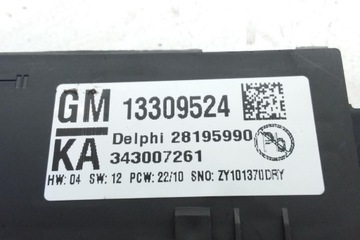 GM 13309524
KA Delphi 28195990
343007261
HW: 04 SW: 12 PCW: 22/10 SNO: ZY101370DRY